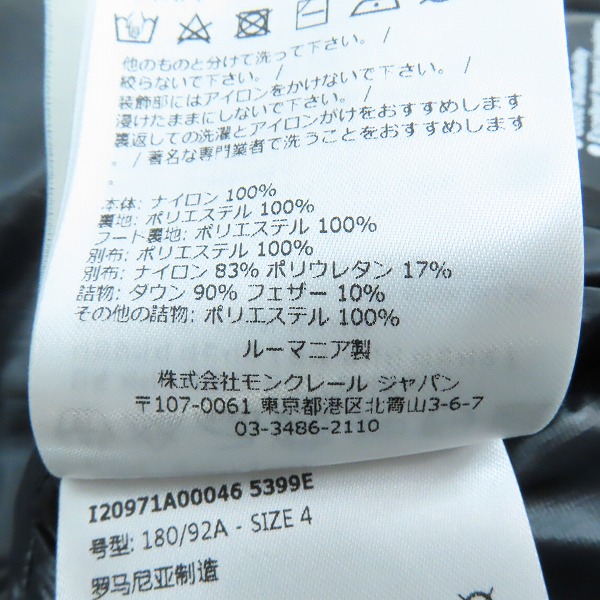 他のものと分けて洗って下さい。 /
絞らないで下さい。 /
装飾部にはアイロンをかけないで下さい。 /
浸けたままにしないで下さい。 /
裏返しての洗濯とアイロンがけをおすすめします
. / 著名な専門業者で洗うことをおすすめします
.
本体: ナイロン 100%
裏地: ポリエステル 100%
フード裏地: ポリエステル 100%
別布: ポリエステル 100%
別布: ナイロン 83% ポリウレタン 17%
詰物: ダウン 90% フェザー 10%
その他の詰物: ポリエステル 100%
ルーマニア製
株式会社モンクレール ジャパン
〒107-0061 東京都港区北青山3-6-7
03-3486-2110
I20971A00046 5399E
号型: 180/92A - SIZE 4
罗马尼亚制造